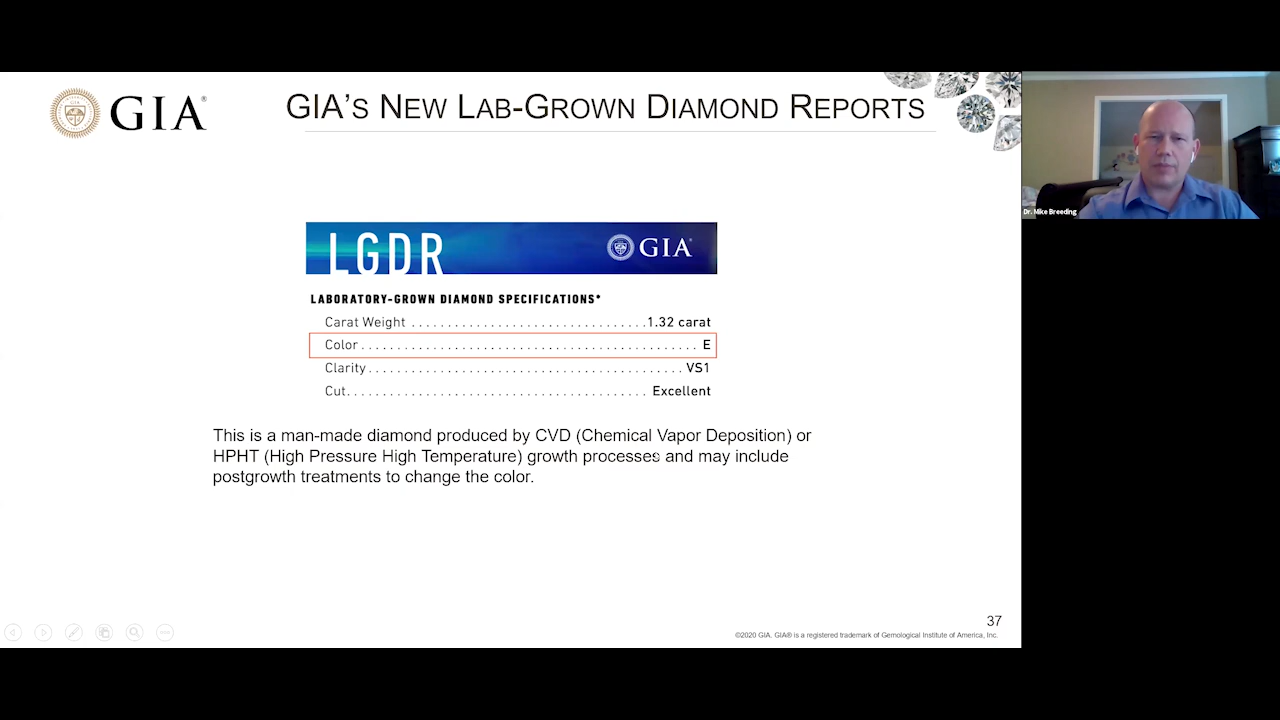 GIA®
GIA'S NEW LAB-GROWN DIAMOND REPORTS
Dr. Mike Breeding
LGDR
GIA®
LABORATORY-GROWN DIAMOND SPECIFICATIONS*
Carat Weight ................................ 1.32 carat
Color ............................................... E
Clarity ............................................ VS1
Cut .......................................... Excellent
This is a man-made diamond produced by CVD (Chemical Vapor Deposition) or
HPHT (High Pressure High Temperature) growth processes and may include
postgrowth treatments to change the color.
37
©2020 GIA, GIA® is a registered trademark of Gemological Institute of America, Inc.